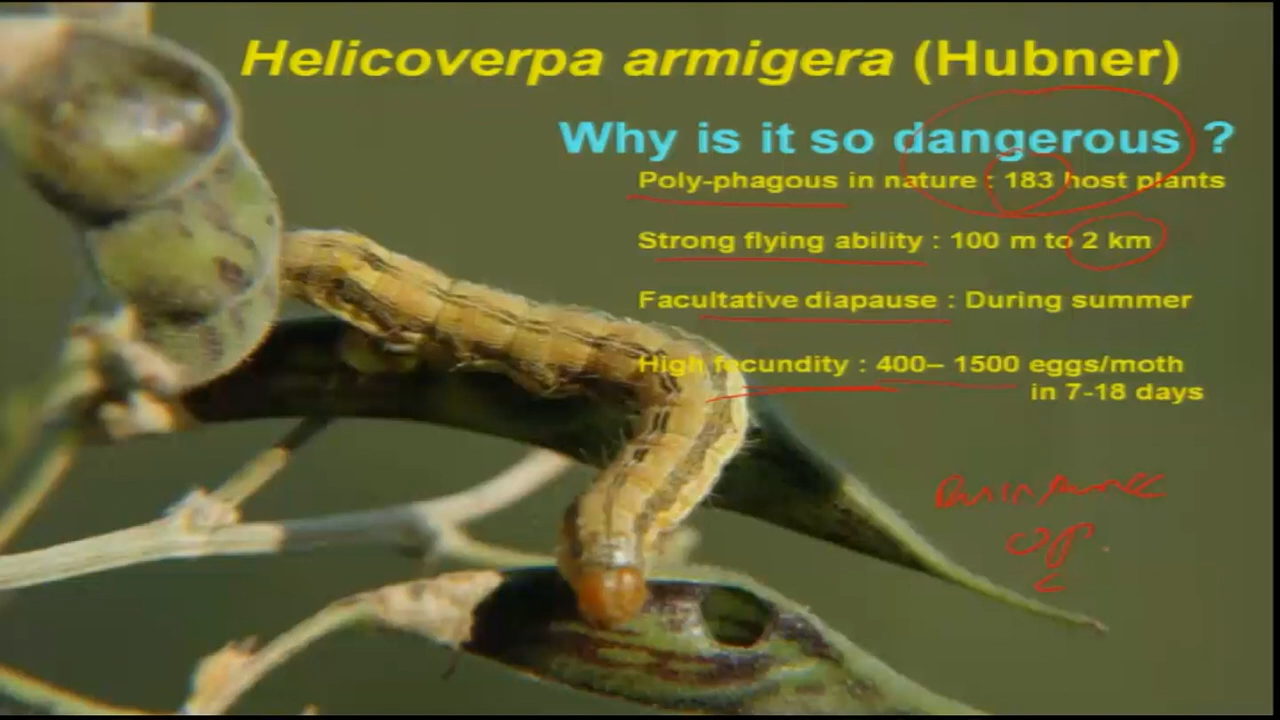 Helicoverpa armigera (Hubner)
Why is it so dangerous ?
Poly-phagous in nature : 183 host plants
Strong flying ability : 100 m to 2 km
Facultative diapause : During summer
High fecundity : 400– 1500 eggs/moth
in 7-18 days